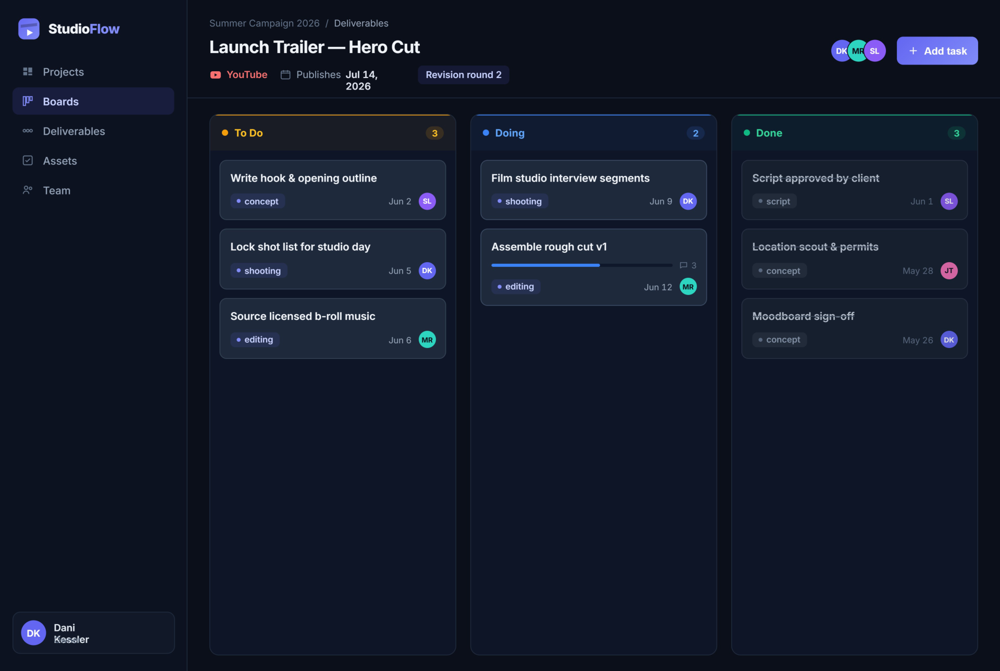 StudioFlow
Projects
Boards
Deliverables
Assets
Team
DK
Dani
Kessler
Summer Campaign 2026 / Deliverables
Launch Trailer — Hero Cut
YouTube
Publishes Jul 14,
2026
Revision round 2
DK MR SL
+ Add task
To Do 3
Write hook & opening outline
concept Jun 2 SL
Lock shot list for studio day
shooting Jun 5 DK
Source licensed b-roll music
editing Jun 6 MR
Doing 2
Film studio interview segments
shooting Jun 9 DK
Assemble rough cut v1
3
editing Jun 12 MR
Done 3
Script approved by client
script Jun 1 SL
Location scout & permits
concept May 28 JT
Moodboard sign-off
concept May 26 DK